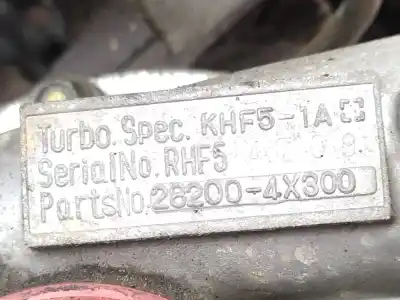 Turbo. Spec. KHF5-1A
SerialNo. RHF5
PartsNo. 28200-4X300